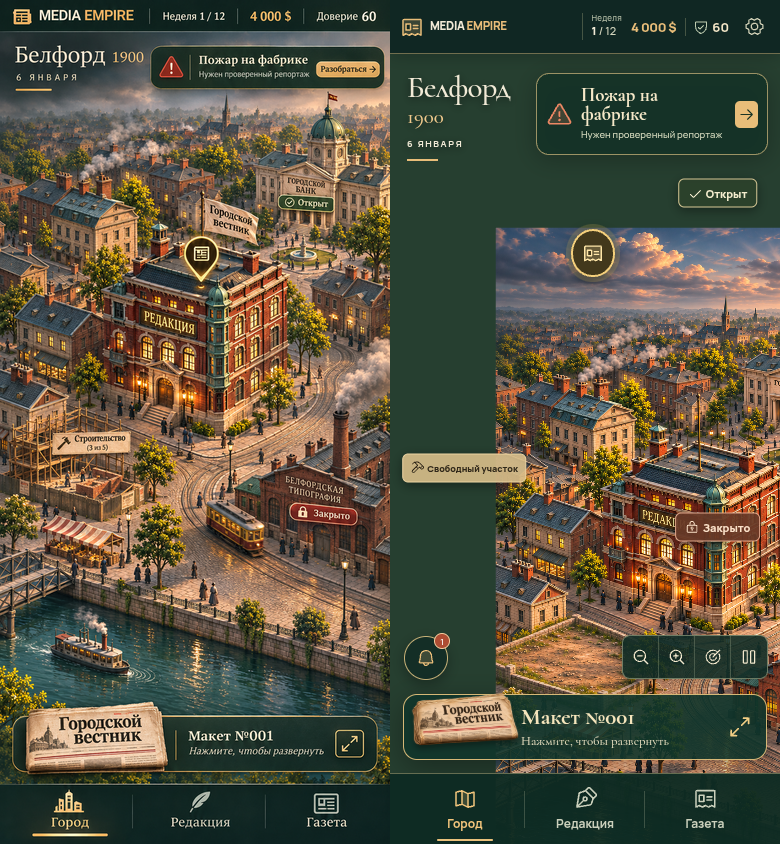 MEDIA EMPIRE
Неделя 1 / 12
4 000 $
Доверие 60
Белфорд 1900
6 ЯНВАРЯ
Пожар на фабрике
Нужен проверенный репортаж
Разобраться →
ГОРОДСКОЙ
БАНК
Открыт
Городской
вестник
РЕДАКЦИЯ
Строительство
(3 из 5)
БЕЛФОРДСКАЯ
ТИПОГРАФИЯ
Закрыто
Городской
вестник
Макет №001
Нажмите, чтобы развернуть
Город
Редакция
Газета
MEDIA EMPIRE
Неделя
1 / 12
4 000 $
60
Белфорд
1900
6 ЯНВАРЯ
Пожар на
фабрике
Нужен проверенный репортаж
Открыт
Свободный участок
РЕДАК
Закрыто
1
Городской
вестник
Макет №001
Нажмите, чтобы развернуть
Город
Редакция
Газета